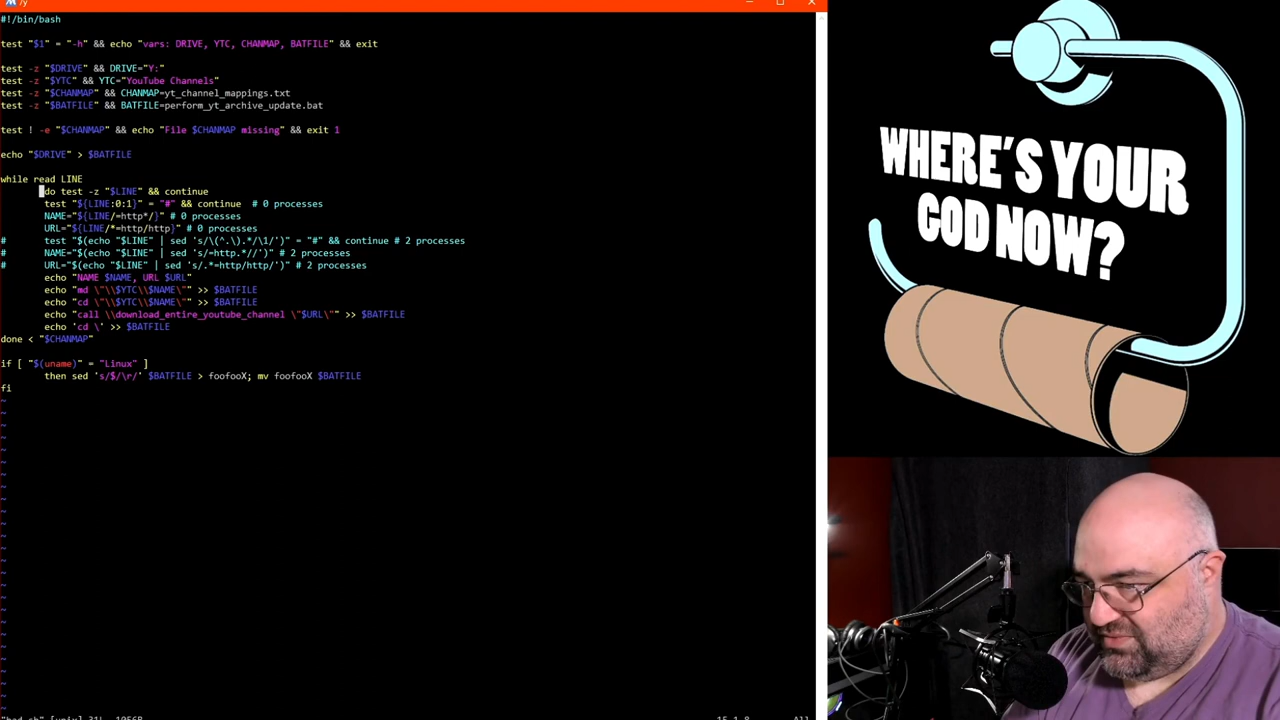 /y
#!/bin/bash
test "$1" = "-h" && echo "vars: DRIVE, YTC, CHANMAP, BATFILE" && exit
test -z "$DRIVE" && DRIVE="Y:"
test -z "$YTC" && YTC="YouTube Channels"
test -z "$CHANMAP" && CHANMAP=yt_channel_mappings.txt
test -z "$BATFILE" && BATFILE=perform_yt_archive_update.bat
test ! -e "$CHANMAP" && echo "File $CHANMAP missing" && exit 1
echo "$DRIVE" > $BATFILE
while read LINE
do test -z "$LINE" && continue
test "${LINE:0:1}" = "#" && continue # 0 processes
NAME="${LINE/=http*/}" # 0 processes
URL="${LINE/*=http/http}" # 0 processes
# test "$(echo "$LINE" | sed 's/\(^.\).*/\1/')" = "#" && continue # 2 processes
# NAME="$(echo "$LINE" | sed 's/=http.*//')" # 2 processes
# URL="$(echo "$LINE" | sed 's/.*=http/http/')" # 2 processes
echo "NAME $NAME, URL $URL"
echo "md \"\\$YTC\\$NAME\"" >> $BATFILE
echo "cd \"\\$YTC\\$NAME\"" >> $BATFILE
echo "call \\download_entire_youtube_channel \"$URL\"" >> $BATFILE
echo 'cd \' >> $BATFILE
done < "$CHANMAP"
if [ "$(uname)" = "Linux" ]
then sed 's/$/\r/' $BATFILE > foofooX; mv foofooX $BATFILE
fi
WHERE'S YOUR
GOD NOW?